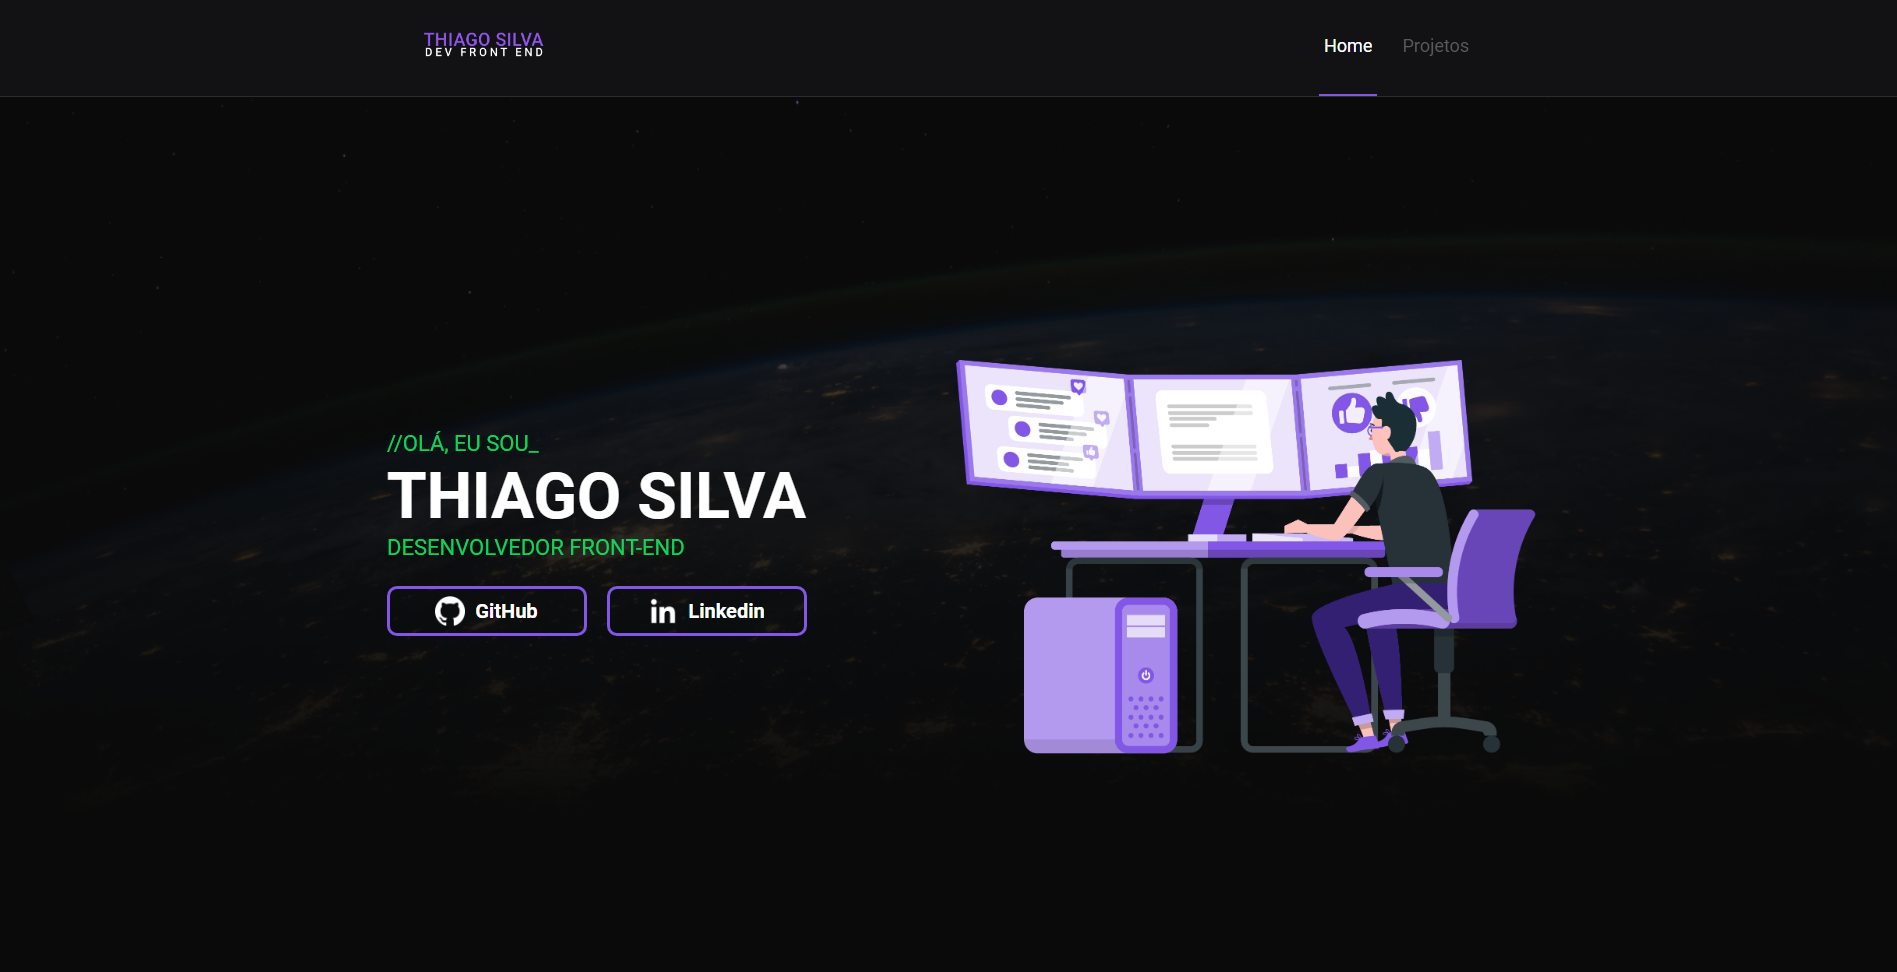 THIAGO SILVA
DEV FRONT END
Home
Projetos
//OLÁ, EU SOU_
THIAGO SILVA
DESENVOLVEDOR FRONT-END
GitHub
Linkedin